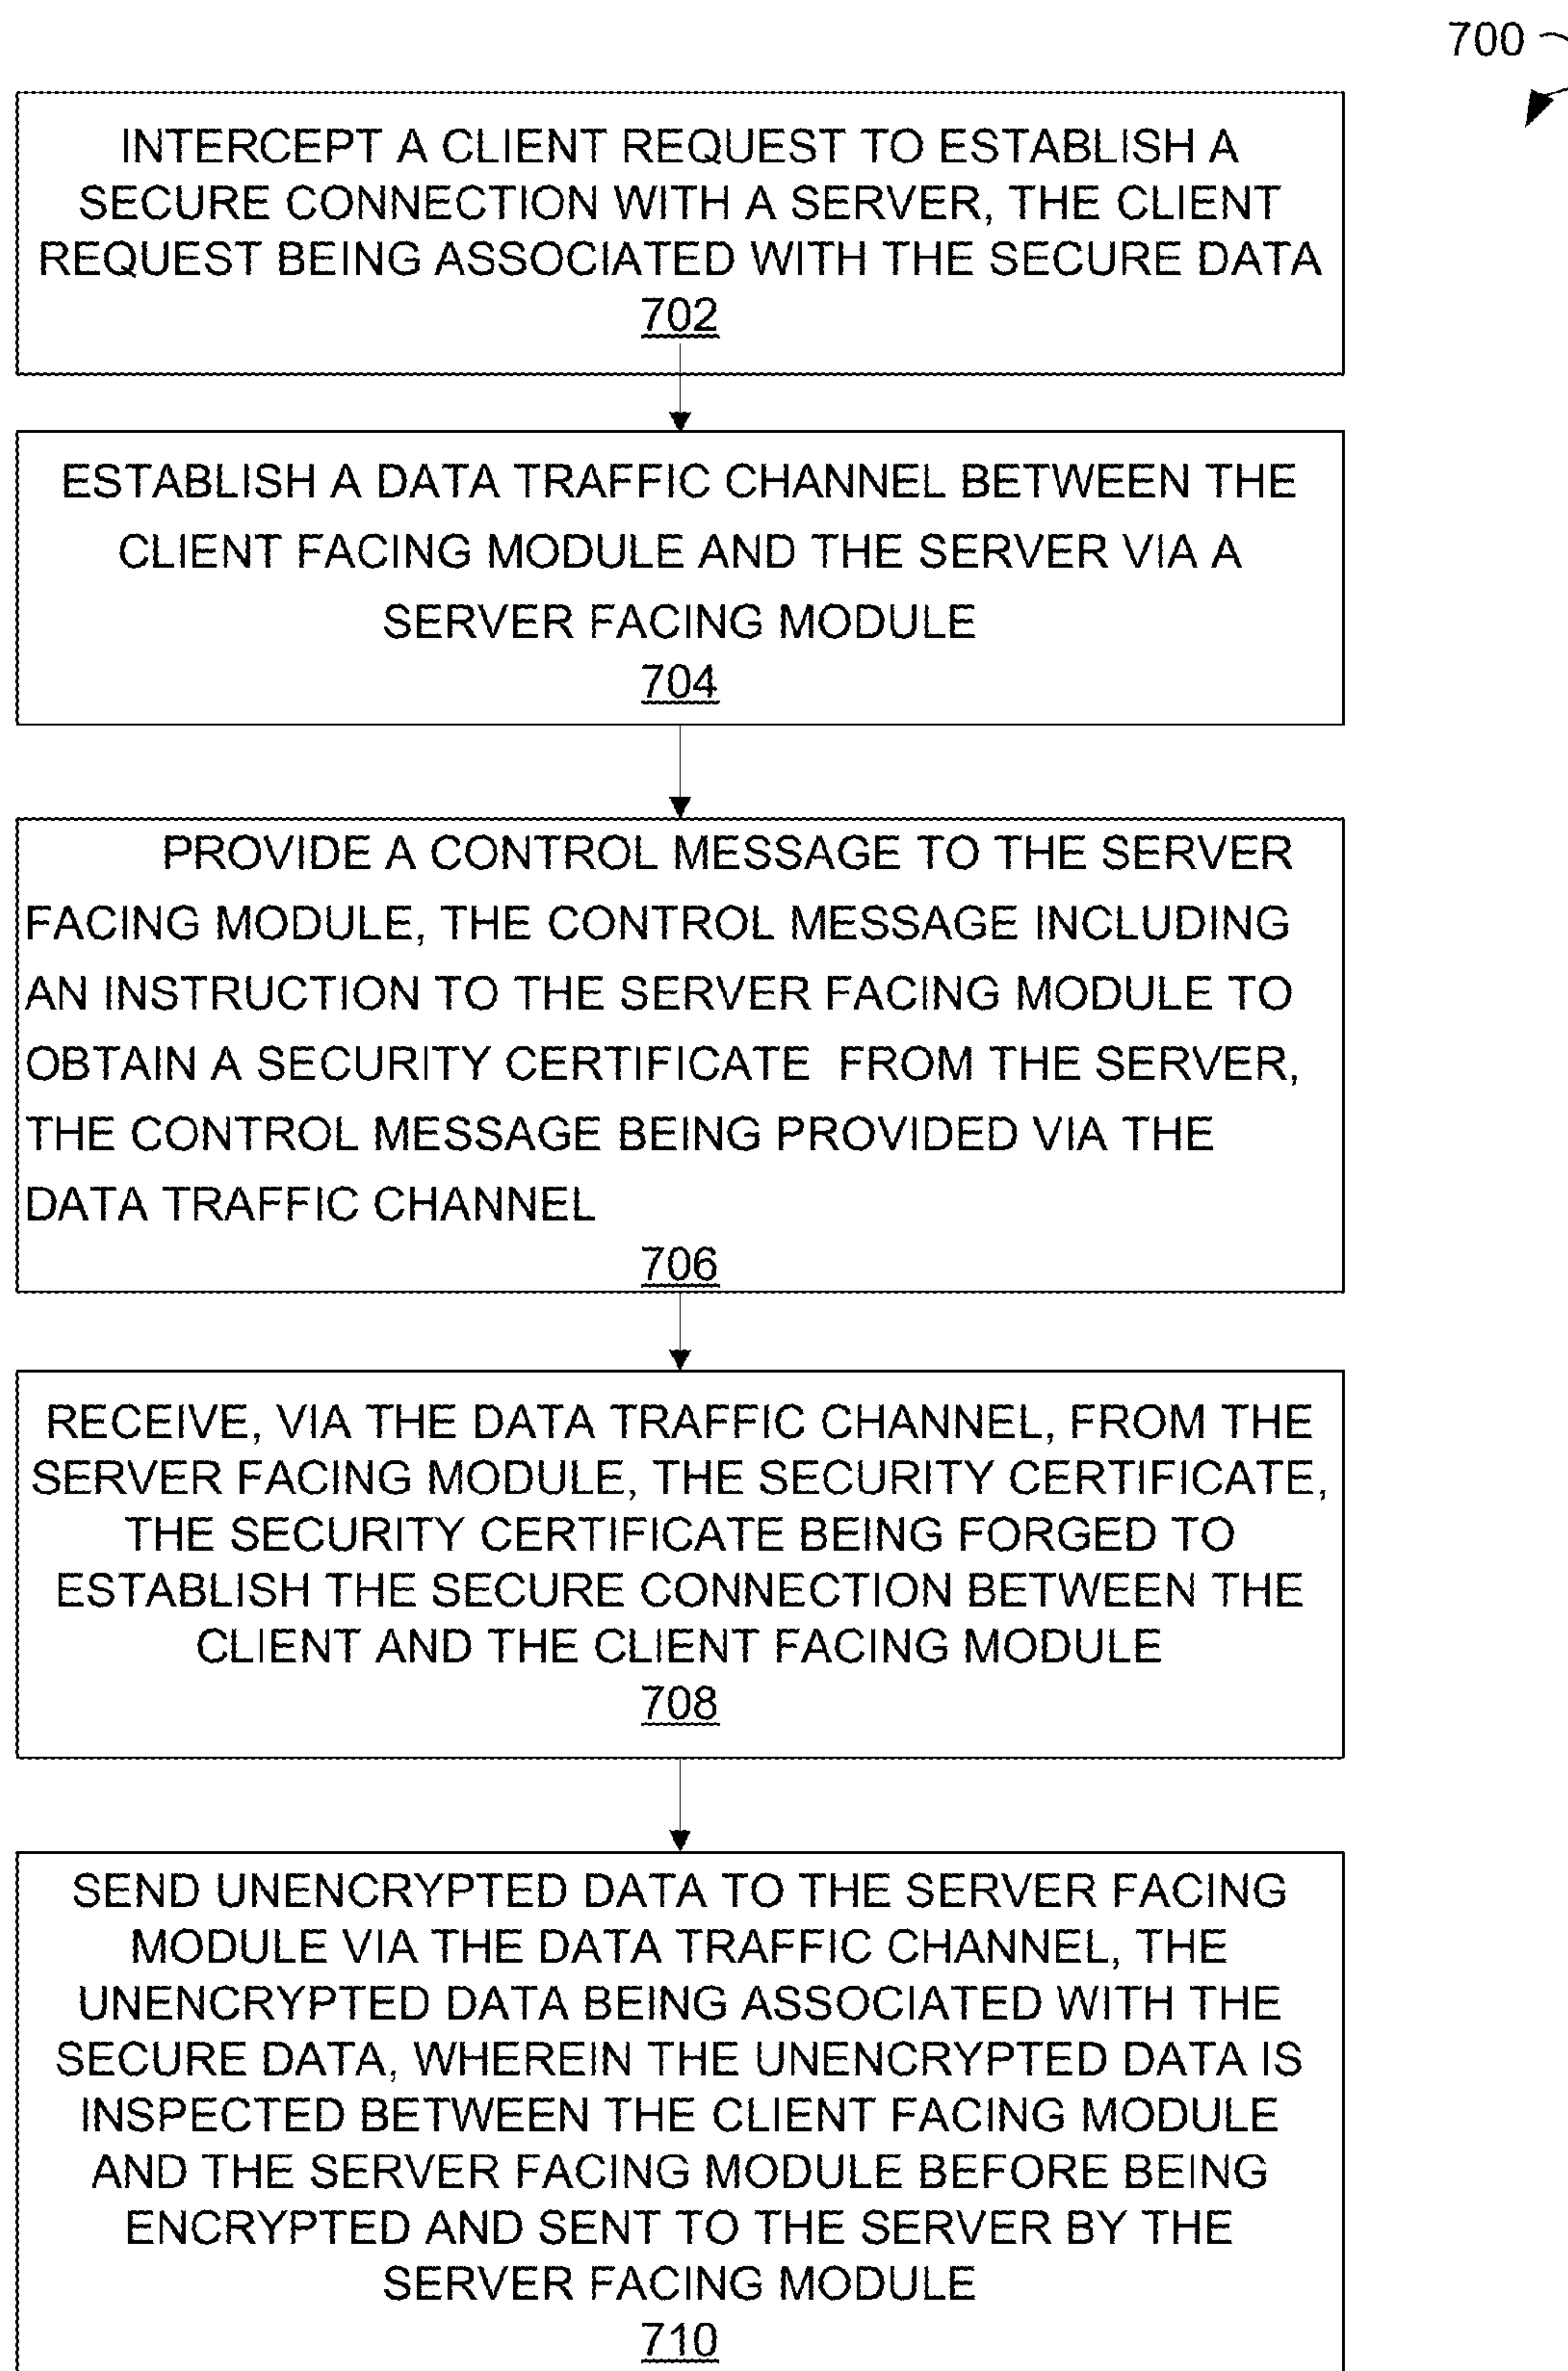 700
INTERCEPT A CLIENT REQUEST TO ESTABLISH A
SECURE CONNECTION WITH A SERVER, THE CLIENT
REQUEST BEING ASSOCIATED WITH THE SECURE DATA
702
ESTABLISH A DATA TRAFFIC CHANNEL BETWEEN THE
CLIENT FACING MODULE AND THE SERVER VIA A
SERVER FACING MODULE
704
PROVIDE A CONTROL MESSAGE TO THE SERVER
FACING MODULE, THE CONTROL MESSAGE INCLUDING
AN INSTRUCTION TO THE SERVER FACING MODULE TO
OBTAIN A SECURITY CERTIFICATE FROM THE SERVER,
THE CONTROL MESSAGE BEING PROVIDED VIA THE
DATA TRAFFIC CHANNEL
706
RECEIVE, VIA THE DATA TRAFFIC CHANNEL, FROM THE
SERVER FACING MODULE, THE SECURITY CERTIFICATE,
THE SECURITY CERTIFICATE BEING FORGED TO
ESTABLISH THE SECURE CONNECTION BETWEEN THE
CLIENT AND THE CLIENT FACING MODULE
708
SEND UNENCRYPTED DATA TO THE SERVER FACING
MODULE VIA THE DATA TRAFFIC CHANNEL, THE
UNENCRYPTED DATA BEING ASSOCIATED WITH THE
SECURE DATA, WHEREIN THE UNENCRYPTED DATA IS
INSPECTED BETWEEN THE CLIENT FACING MODULE
AND THE SERVER FACING MODULE BEFORE BEING
ENCRYPTED AND SENT TO THE SERVER BY THE
SERVER FACING MODULE
710